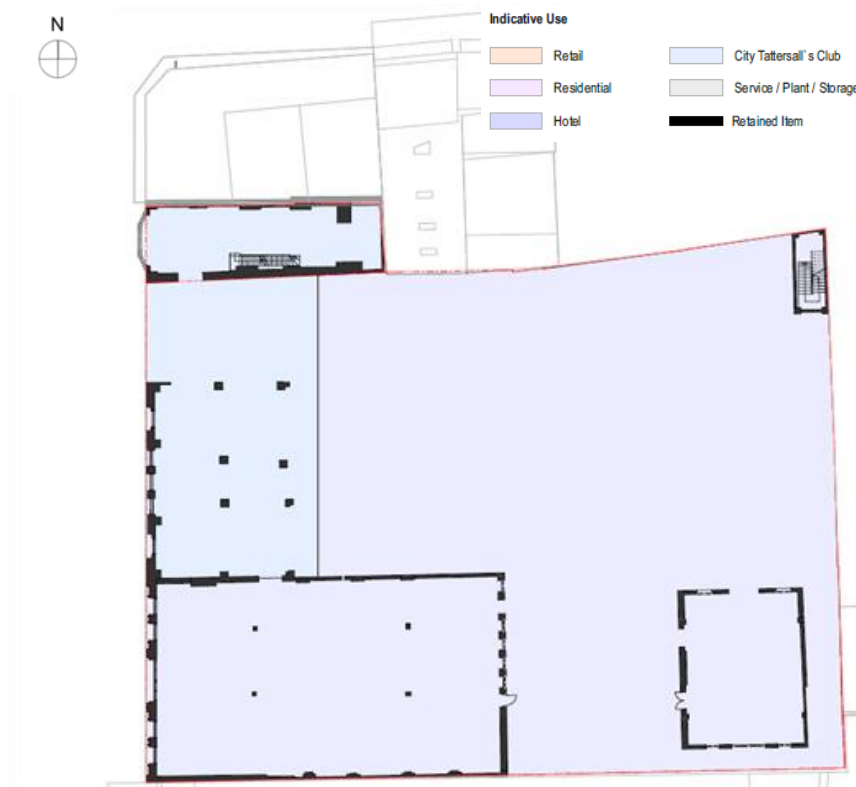 N
Indicative Use
Retail
Residential
Hotel
City Tattersall`s Club
Service / Plant / Storage
Retained Item